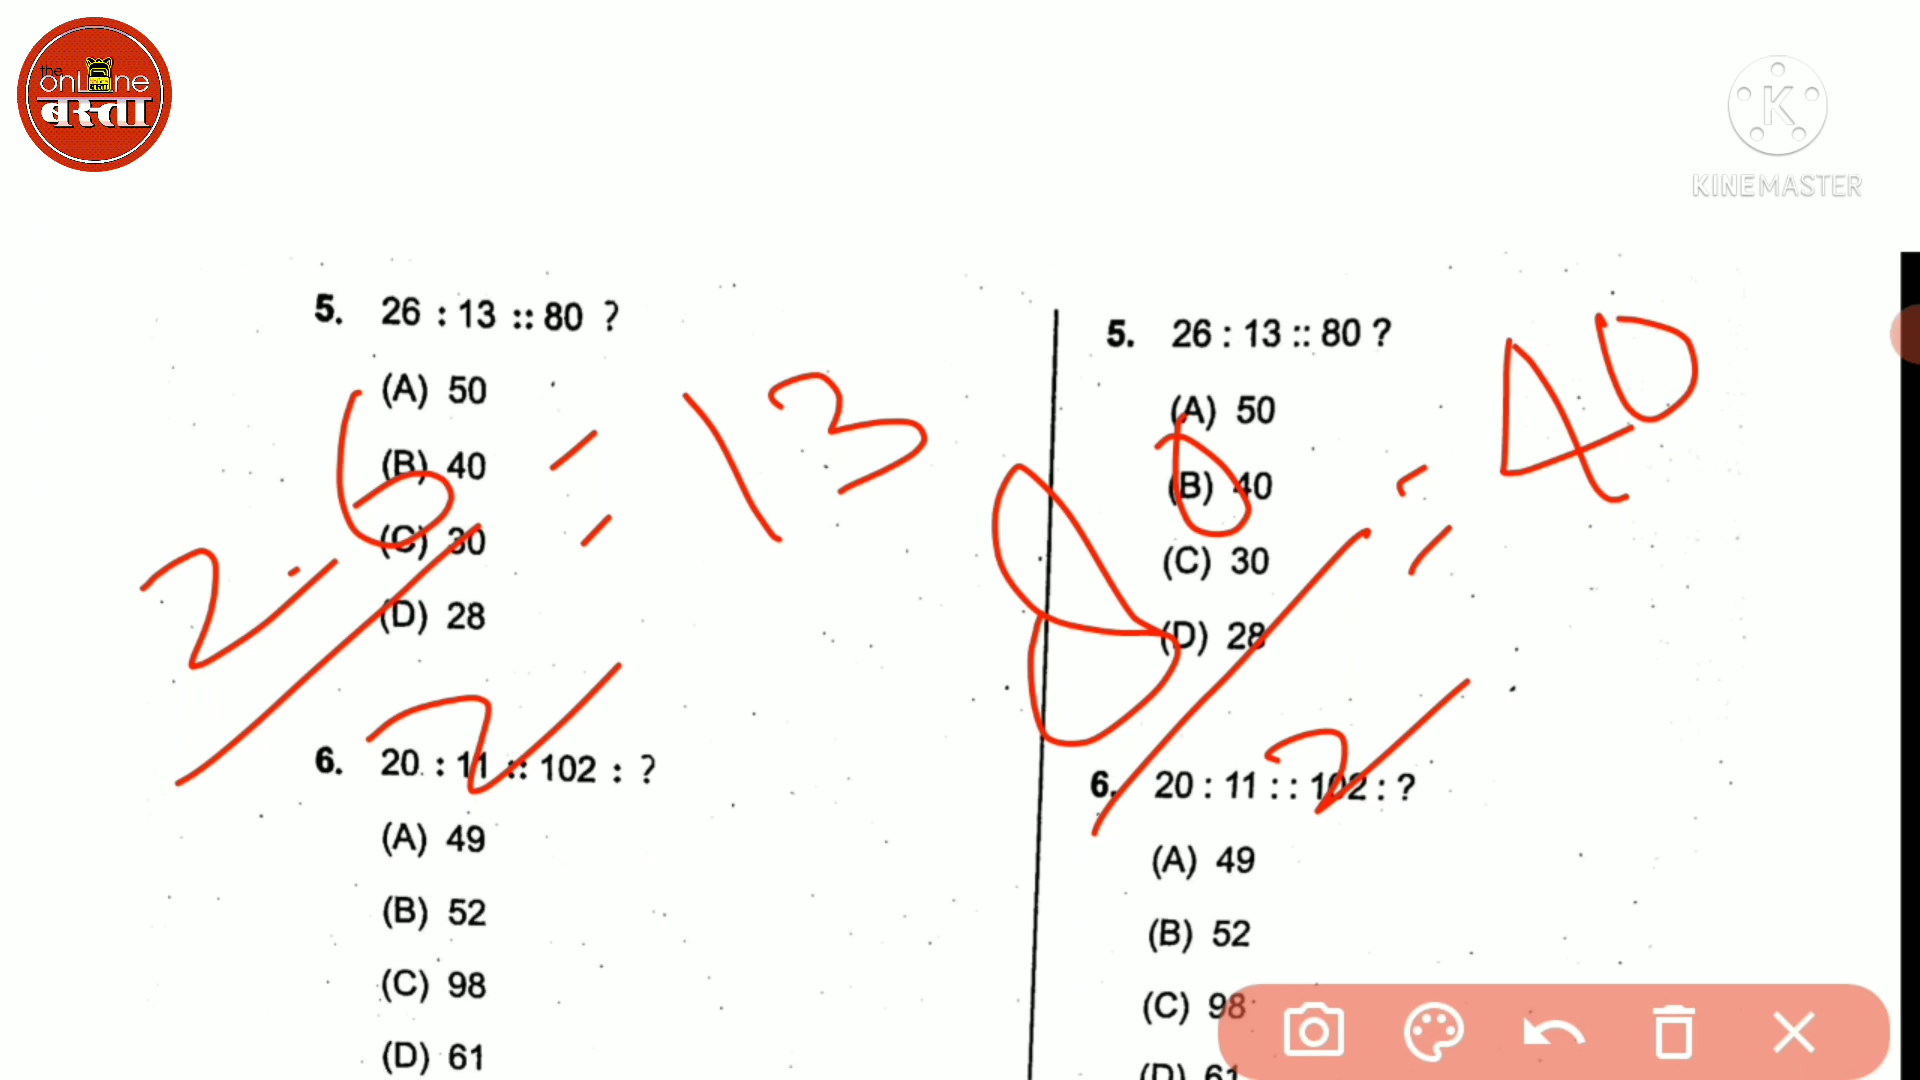 the
onLine
बस्ता
KINEMASTER
5. 26 : 13 :: 80 ?
(A) 50
(B) 40
(C) 30
(D) 28
6. 20 : 11 :: 102 : ?
(A) 49
(B) 52
(C) 98
(D) 61
5. 26 : 13 :: 80 ?
(A) 50
(B) 40
(C) 30
(D) 28
6. 20 : 11 : : 102 : ?
(A) 49
(B) 52
(C) 98
(D) 61
26/2 = 13
80/2 = 40